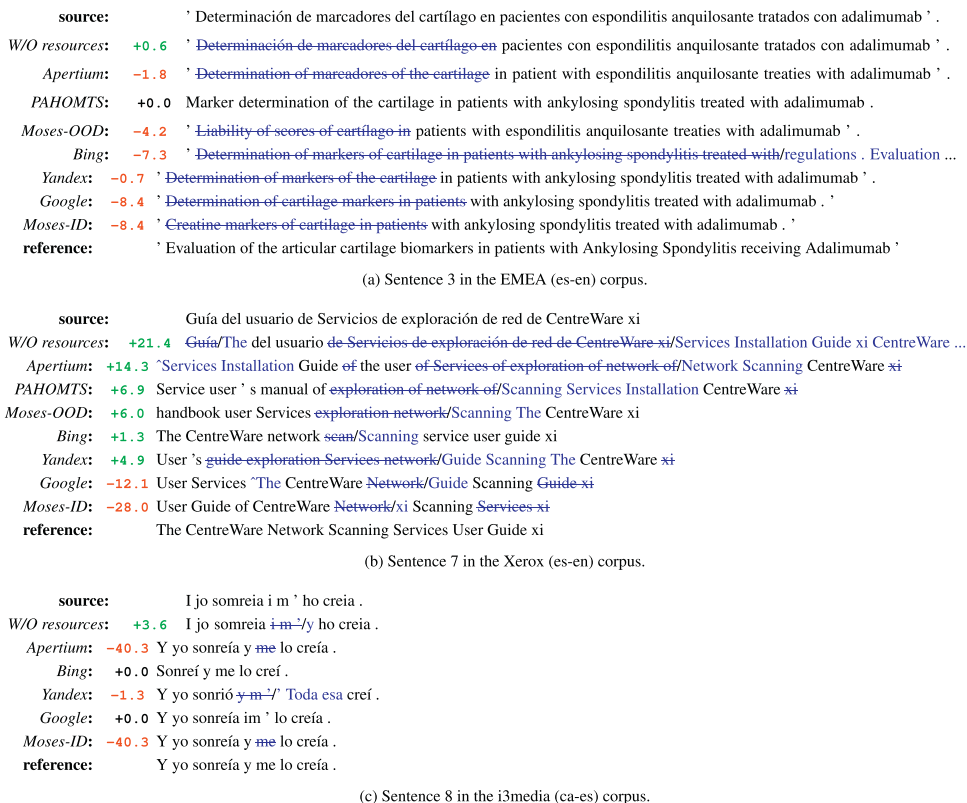 source: ’ Determinación de marcadores del cartílago en pacientes con espondilitis anquilosante tratados con adalimumab ’ .
W/O resources: +0.6 ’ Determinación de marcadores del cartílago en pacientes con espondilitis anquilosante tratados con adalimumab ’ .
Apertium: −1.8 ’ Determination of marcadores of the cartilage in patient with espondilitis anquilosante treaties with adalimumab ’ .
PAHOMTS: +0.0 Marker determination of the cartilage in patients with ankylosing spondylitis treated with adalimumab .
Moses-OOD: −4.2 ’ Liability of scores of cartílago in patients with espondilitis anquilosante treaties with adalimumab ’ .
Bing: −7.3 ’ Determination of markers of cartilage in patients with ankylosing spondylitis treated with/regulations . Evaluation ...
Yandex: −0.7 ’ Determination of markers of the cartilage in patients with ankylosing spondylitis treated with adalimumab ’ .
Google: −8.4 ’ Determination of cartilage markers in patients with ankylosing spondylitis treated with adalimumab . ’
Moses-ID: −8.4 ’ Creatine markers of cartilage in patients with ankylosing spondylitis treated with adalimumab . ’
reference: ’ Evaluation of the articular cartilage biomarkers in patients with Ankylosing Spondylitis receiving Adalimumab ’
(a) Sentence 3 in the EMEA (es-en) corpus.
source: Guía del usuario de Servicios de exploración de red de CentreWare xi
W/O resources: +21.4 Guía/The del usuario de Servicios de exploración de red de CentreWare xi/Services Installation Guide xi CentreWare ...
Apertium: +14.3 ˆServices Installation Guide of the user of Services of exploration of network of/Network Scanning CentreWare xi
PAHOMTS: +6.9 Service user ’ s manual of exploration of network of/Scanning Services Installation CentreWare xi
Moses-OOD: +6.0 handbook user Services exploration network/Scanning The CentreWare xi
Bing: +1.3 The CentreWare network scan/Scanning service user guide xi
Yandex: +4.9 User ’s guide exploration Services network/Guide Scanning The CentreWare xi
Google: −12.1 User Services ˆThe CentreWare Network/Guide Scanning Guide xi
Moses-ID: −28.0 User Guide of CentreWare Network/xi Scanning Services xi
reference: The CentreWare Network Scanning Services User Guide xi
(b) Sentence 7 in the Xerox (es-en) corpus.
source: I jo somreia i m ’ ho creia .
W/O resources: +3.6 I jo somreia i m ’/y ho creia .
Apertium: −40.3 Y yo sonreía y me lo creía .
Bing: +0.0 Sonreí y me lo creí .
Yandex: −1.3 Y yo sonrió y m ’/’ Toda esa creí .
Google: +0.0 Y yo sonreía im ’ lo creía .
Moses-ID: −40.3 Y yo sonreía y me lo creía .
reference: Y yo sonreía y me lo creía .
(c) Sentence 8 in the i3media (ca-es) corpus.